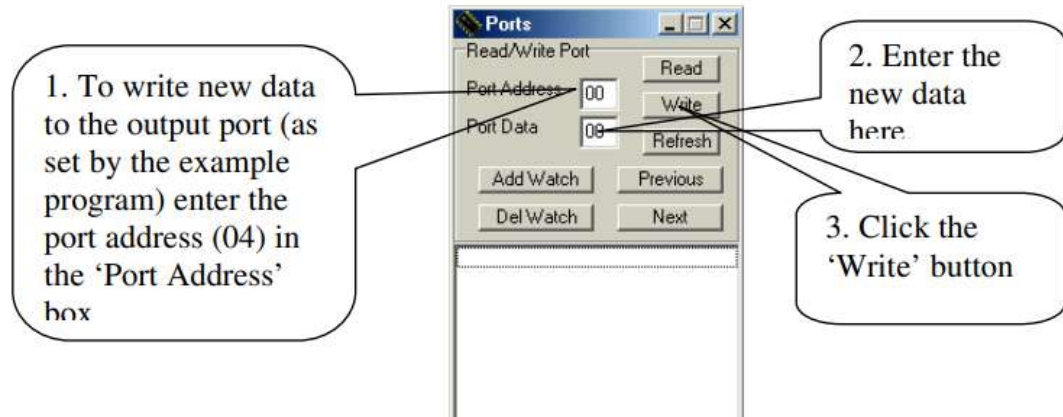 1. To write new data
to the output port (as
set by the example
program) enter the
port address (04) in
the ‘Port Address’
box
Ports
Read/Write Port
Port Address
00
Read
Write
Port Data
00
Refresh
Add Watch
Previous
Del Watch
Next
2. Enter the
new data
here.
3. Click the
‘Write’ button